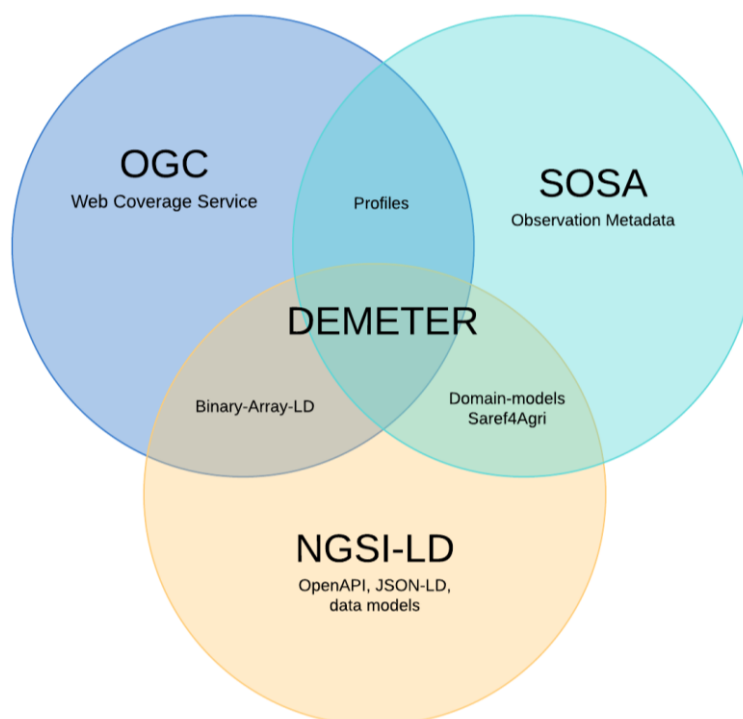 OGC
Web Coverage Service
Profiles
SOSA
Observation Metadata
DEMETER
Binary-Array-LD
Domain-models
Saref4Agri
NGSI-LD
OpenAPI, JSON-LD,
data models